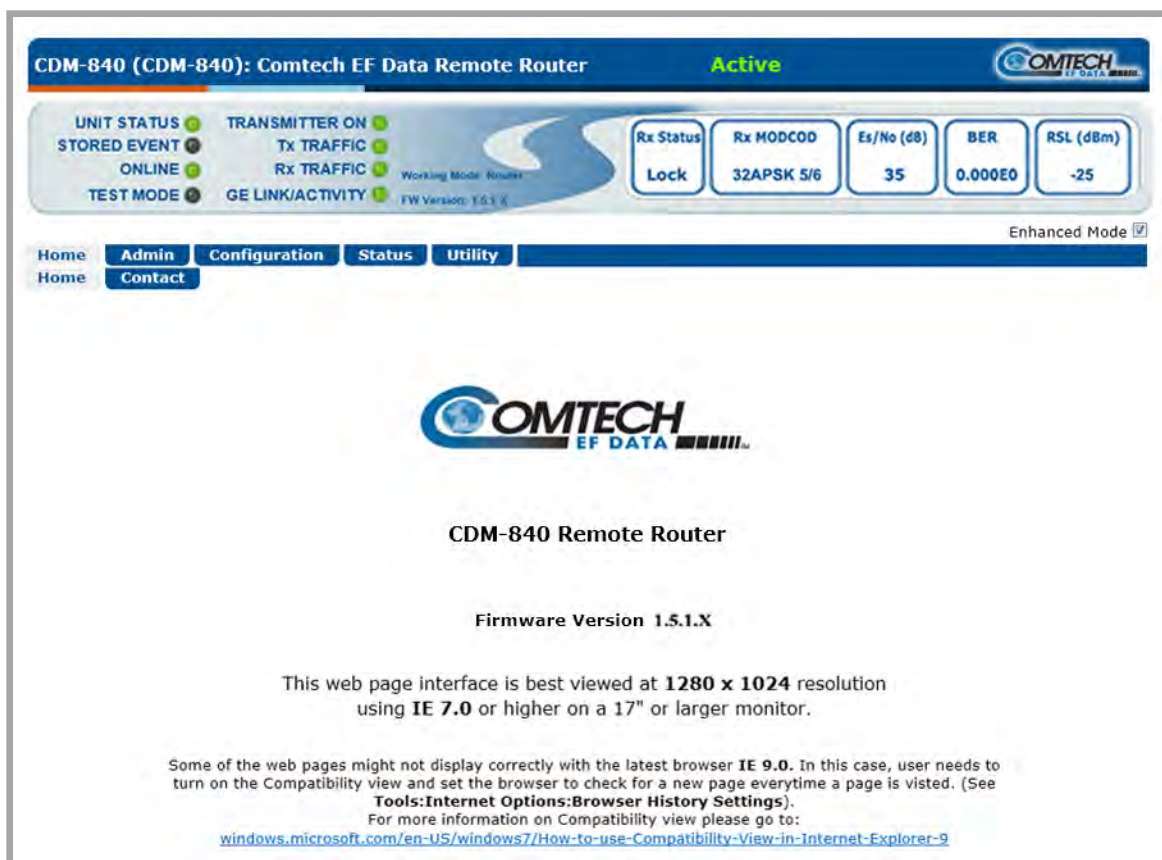 CDM-840 (CDM-840): Comtech EF Data Remote Router
Active
COMTECH
EF DATA
UNIT STATUS
STORED EVENT
ONLINE
TEST MODE
TRANSMITTER ON
Tx TRAFFIC
Rx TRAFFIC
GE LINK/ACTIVITY
Working Mode: Router
FW Version: 1.5.1.X
Rx Status
Lock
Rx MODCOD
32APSK 5/6
Es/No (dB)
35
BER
0.000E0
RSL (dBm)
-25
Enhanced Mode
Home Admin Configuration Status Utility
Home Contact
COMTECH
EF DATA
CDM-840 Remote Router
Firmware Version 1.5.1.X
This web page interface is best viewed at 1280 x 1024 resolution
using IE 7.0 or higher on a 17" or larger monitor.
Some of the web pages might not display correctly with the latest browser IE 9.0. In this case, user needs to
turn on the Compatibility view and set the browser to check for a new page everytime a page is visted. (See
Tools:Internet Options:Browser History Settings).
For more information on Compatibility view please go to:
windows.microsoft.com/en-US/windows7/How-to-use-Compatibility-View-in-Internet-Explorer-9